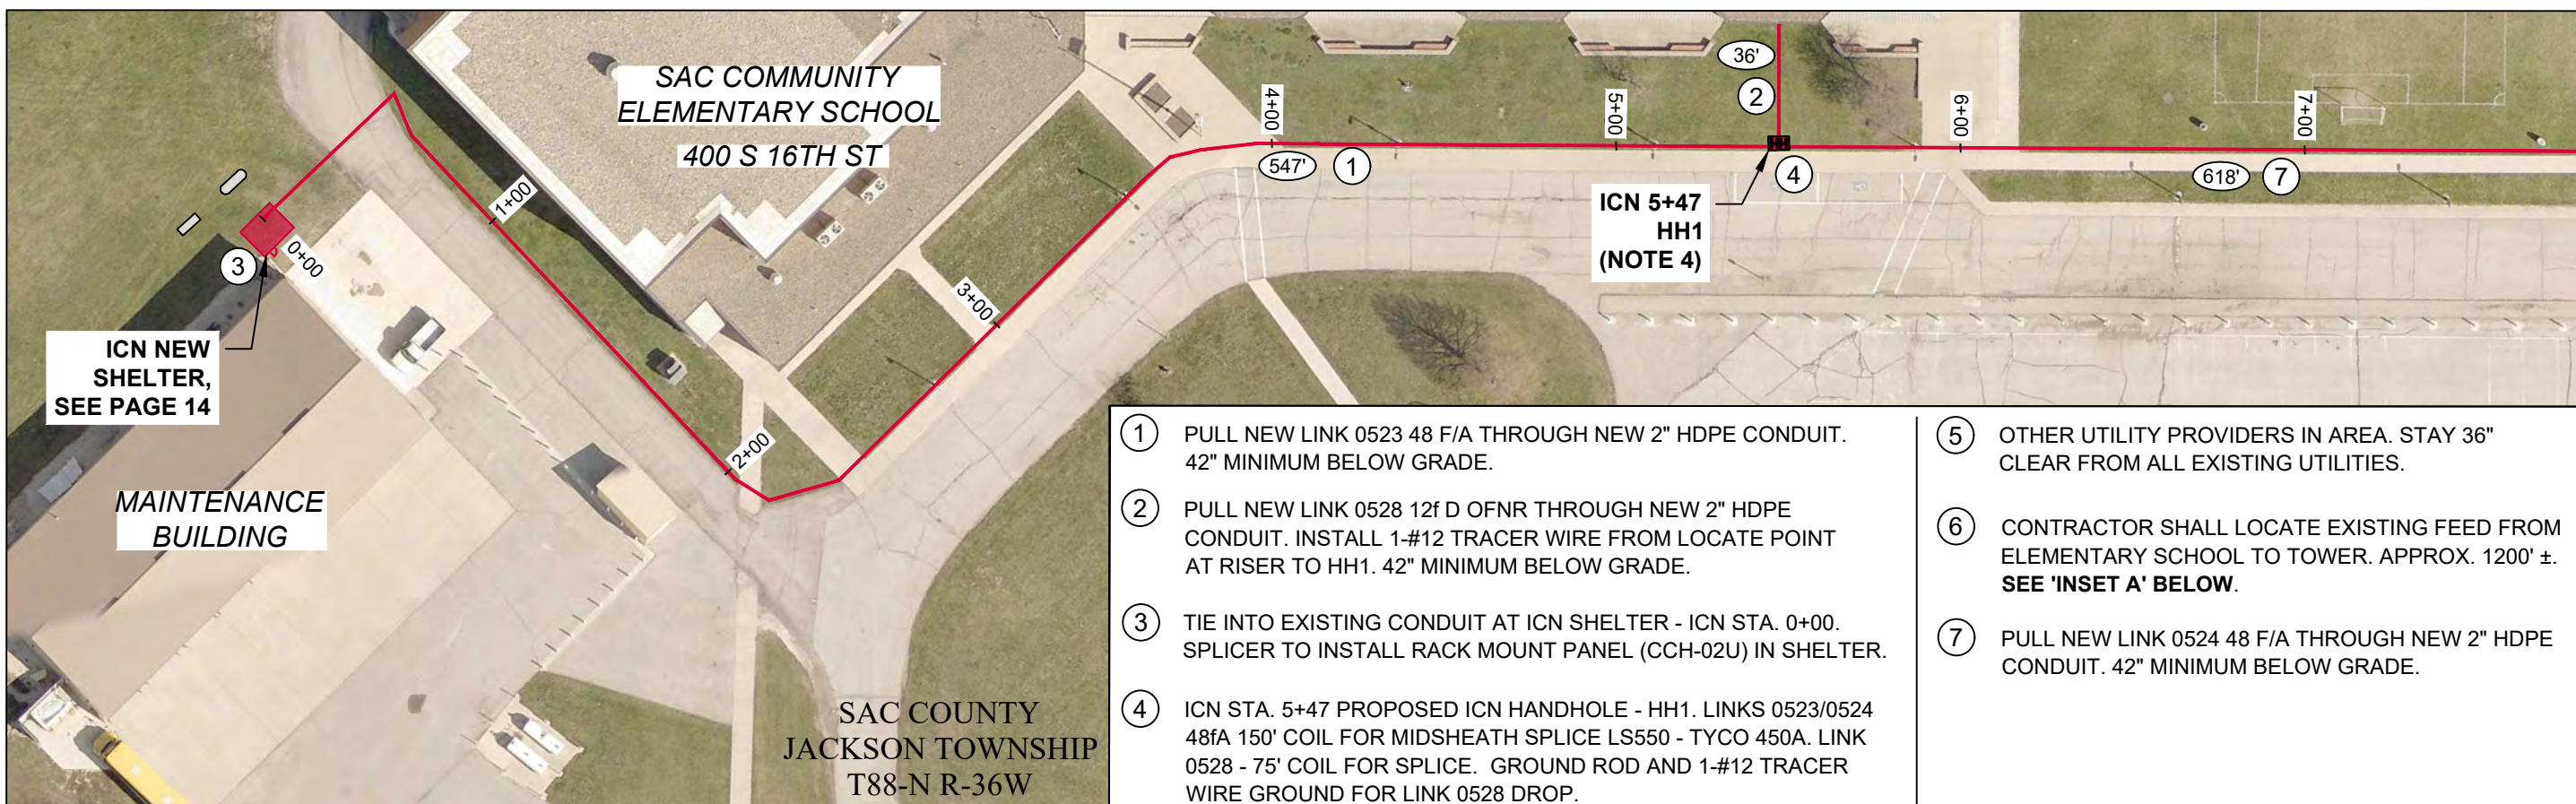 SAC COMMUNITY
ELEMENTARY SCHOOL
400 S 16TH ST
36'
2
4+00
5+00
6+00
7+00
547'
1
4
618'
7
ICN 5+47
HH1
(NOTE 4)
1+00
0+00
3
3+00
2+00
ICN NEW
SHELTER,
SEE PAGE 14
MAINTENANCE
BUILDING
SAC COUNTY
JACKSON TOWNSHIP
T88-N R-36W
1 PULL NEW LINK 0523 48 F/A THROUGH NEW 2" HDPE CONDUIT.
42" MINIMUM BELOW GRADE.
2 PULL NEW LINK 0528 12f D OFNR THROUGH NEW 2" HDPE
CONDUIT. INSTALL 1-#12 TRACER WIRE FROM LOCATE POINT
AT RISER TO HH1. 42" MINIMUM BELOW GRADE.
3 TIE INTO EXISTING CONDUIT AT ICN SHELTER - ICN STA. 0+00.
SPLICER TO INSTALL RACK MOUNT PANEL (CCH-02U) IN SHELTER.
4 ICN STA. 5+47 PROPOSED ICN HANDHOLE - HH1. LINKS 0523/0524
48fA 150' COIL FOR MIDSHEATH SPLICE LS550 - TYCO 450A. LINK
0528 - 75' COIL FOR SPLICE. GROUND ROD AND 1-#12 TRACER
WIRE GROUND FOR LINK 0528 DROP.
5 OTHER UTILITY PROVIDERS IN AREA. STAY 36"
CLEAR FROM ALL EXISTING UTILITIES.
6 CONTRACTOR SHALL LOCATE EXISTING FEED FROM
ELEMENTARY SCHOOL TO TOWER. APPROX. 1200' ±.
SEE 'INSET A' BELOW.
7 PULL NEW LINK 0524 48 F/A THROUGH NEW 2" HDPE
CONDUIT. 42" MINIMUM BELOW GRADE.